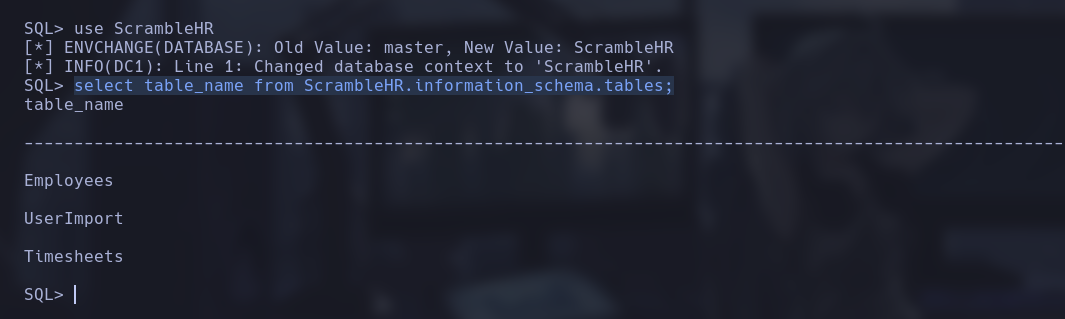 SQL> use ScrambleHR
[*] ENVCHANGE(DATABASE): Old Value: master, New Value: ScrambleHR
[*] INFO(DC1): Line 1: Changed database context to 'ScrambleHR'.
SQL> select table_name from ScrambleHR.information_schema.tables;
table_name
--------------------------------------------------------------------------------------------------------
Employees
UserImport
Timesheets
SQL>